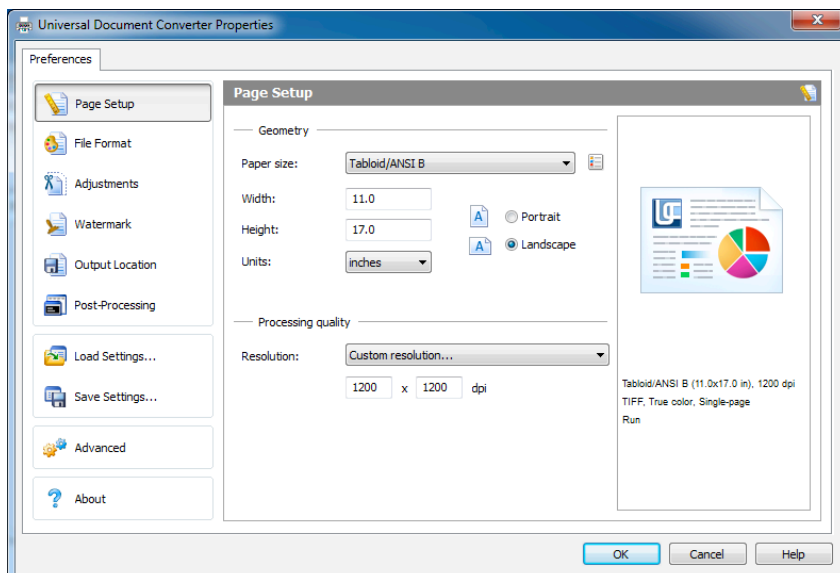 Universal Document Converter Properties
Preferences
Page Setup
File Format
Adjustments
Watermark
Output Location
Post-Processing
Load Settings...
Save Settings...
Advanced
About
Page Setup
Geometry
Paper size: Tabloid/ANSI B
Width: 11.0
Height: 17.0
Units: inches
A Portrait
A Landscape
Processing quality
Resolution: Custom resolution...
1200 x 1200 dpi
Tabloid/ANSI B (11.0x17.0 in), 1200 dpi
TIFF, True color, Single-page
Run
OK Cancel Help